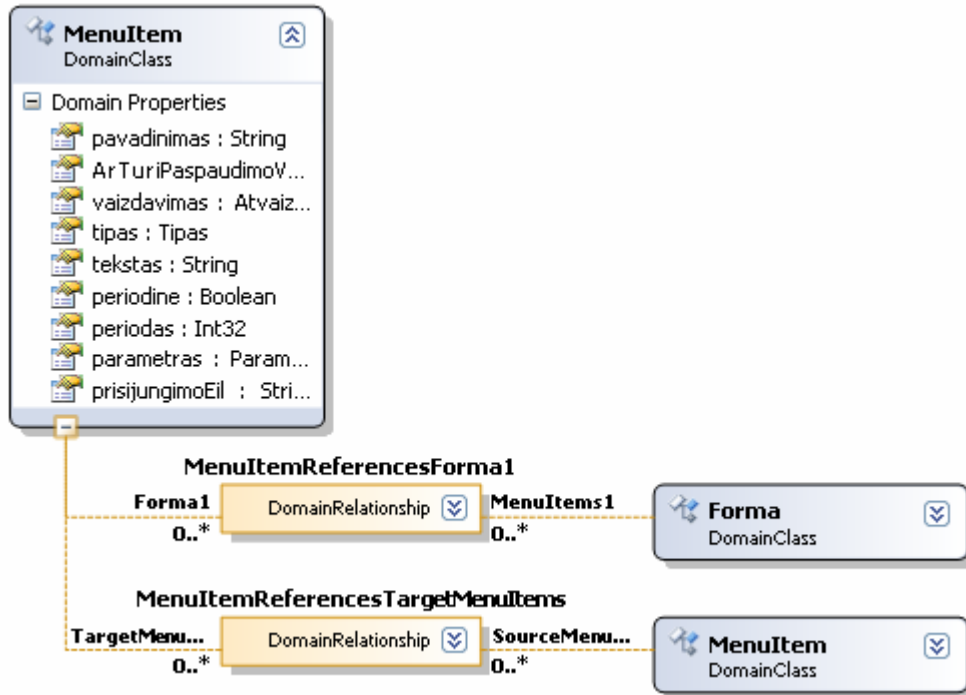 MenuItem
DomainClass
Domain Properties
pavadinimas : String
ArTuriPaspaudimoV...
vaizdavimas : Atvaiz...
tipas : Tipas
tekstas : String
periodine : Boolean
periodas : Int32
parametras : Param...
prisijungimoEil : Stri...
MenuItemReferencesForma1
Forma1 DomainRelationship MenuItems1
0..* 0..*
Forma
DomainClass
MenuItemReferencesTargetMenuItems
TargetMenu... DomainRelationship SourceMenu...
0..* 0..*
MenuItem
DomainClass